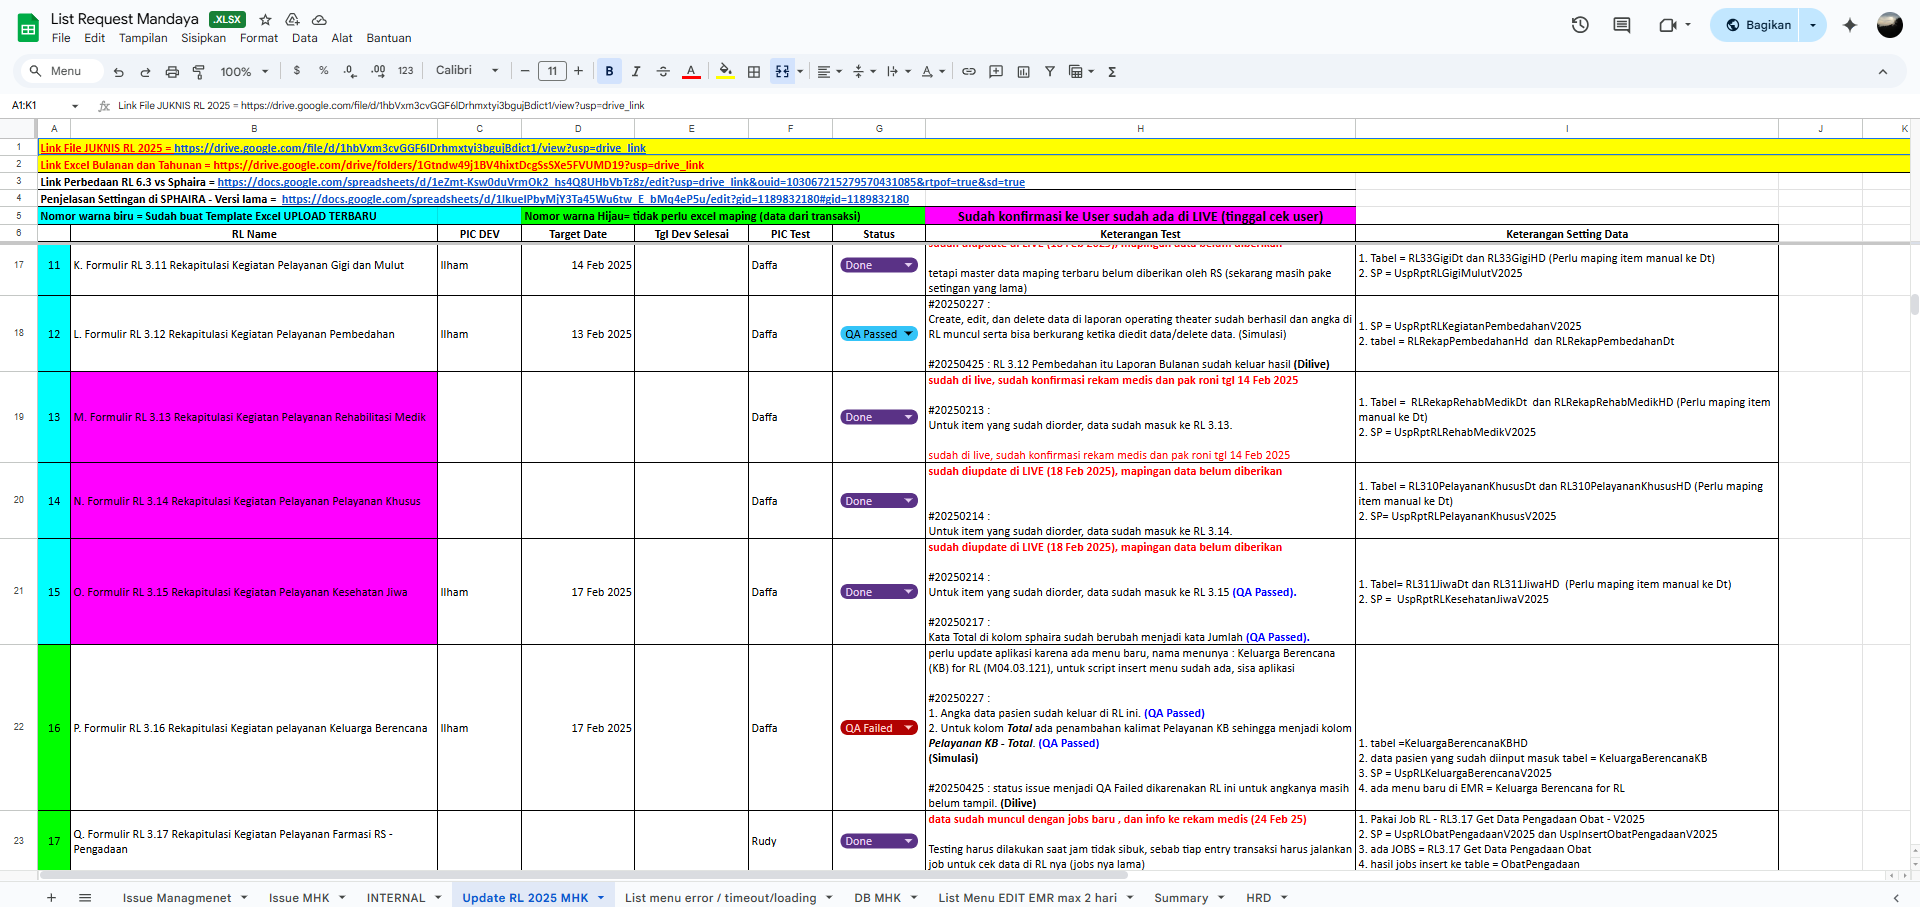 List Request Mandaya .XLSX
File Edit Tampilan Sisipkan Format Data Alat Bantuan
Bagikan
Menu 100% $ % .0 .00 123 Calibri 11 B I A
A1:K1 fx Link File JUKNIS RL 2025 = https://drive.google.com/file/d/1hbVxm3cvGGF6lDrhmxtyi3bgujBdict1/view?usp=drive_link
A B C D E F G H I J K
1 Link File JUKNIS RL 2025 = https://drive.google.com/file/d/1hbVxm3cvGGF6lDrhmxtyi3bgujBdict1/view?usp=drive_link
2 Link Excel Bulanan dan Tahunan = https://drive.google.com/drive/folders/1Gtndw49j1BV4hixtDcgSsSXe5FVUMD19?usp=drive_link
3 Link Perbedaan RL 6.3 vs Sphaira = https://docs.google.com/spreadsheets/d/1eZmt-Ksw0duVrmOk2_hs4Q8UHbVbTz8z/edit?usp=drive_link&ouid=103067215279570431085&rtpof=true&sd=true
4 Penjelasan Settingan di SPHAIRA - Versi lama = https://docs.google.com/spreadsheets/d/1IkuelPbyMjY3Ta45Wu6tw_E_bMq4eP5u/edit?gid=1189832180#gid=1189832180
5 Nomor warna biru = Sudah buat Template Excel UPLOAD TERBARU Nomor warna Hijau= tidak perlu excel maping (data dari transaksi) Sudah konfirmasi ke User sudah ada di LIVE (tinggal cek user)
6 RL Name PIC DEV Target Date Tgl Dev Selesai PIC Test Status Keterangan Test Keterangan Setting Data
17 11 K. Formulir RL 3.11 Rekapitulasi Kegiatan Pelayanan Gigi dan Mulut Ilham 14 Feb 2025 Daffa Done
sudah diupdate di LIVE (18 Feb 2025), mapingan data belum diberikan
tetapi master data maping terbaru belum diberikan oleh RS (sekarang masih pake
setingan yang lama)
1. Tabel = RL33GigiDt dan RL33GigiHD (Perlu maping item manual ke Dt)
2. SP = UspRptRLGigiMulutV2025
18 12 L. Formulir RL 3.12 Rekapitulasi Kegiatan Pelayanan Pembedahan Ilham 13 Feb 2025 Daffa QA Passed
#20250227 :
Create, edit, dan delete data di laporan operating theater sudah berhasil dan angka di
RL muncul serta bisa berkurang ketika diedit data/delete data. (Simulasi)
#20250425 : RL 3.12 Pembedahan itu Laporan Bulanan sudah keluar hasil (Dilive)
1. SP = UspRptRLKegiatanPembedahanV2025
2. tabel = RLRekapPembedahanHd dan RLRekapPembedahanDt
19 13 M. Formulir RL 3.13 Rekapitulasi Kegiatan Pelayanan Rehabilitasi Medik Daffa Done
sudah di live, sudah konfirmasi rekam medis dan pak roni tgl 14 Feb 2025
#20250213 :
Untuk item yang sudah diorder, data sudah masuk ke RL 3.13.
sudah di live, sudah konfirmasi rekam medis dan pak roni tgl 14 Feb 2025
1. Tabel = RLRekapRehabMedikDt dan RLRekapRehabMedikHD (Perlu maping item
manual ke Dt)
2. SP = UspRptRLRehabMedikV2025
20 14 N. Formulir RL 3.14 Rekapitulasi Kegiatan Pelayanan Pelayanan Khusus Daffa Done
sudah diupdate di LIVE (18 Feb 2025), mapingan data belum diberikan
#20250214 :
Untuk item yang sudah diorder, data sudah masuk ke RL 3.14.
1. Tabel = RL310PelayananKhususDt dan RL310PelayananKhususHD (Perlu maping
item manual ke Dt)
2. SP= UspRptRLPelayananKhususV2025
21 15 O. Formulir RL 3.15 Rekapitulasi Kegiatan Pelayanan Kesehatan Jiwa Ilham 17 Feb 2025 Daffa Done
sudah diupdate di LIVE (18 Feb 2025), mapingan data belum diberikan
#20250214 :
Untuk item yang sudah diorder, data sudah masuk ke RL 3.15 (QA Passed).
#20250217 :
Kata Total di kolom sphaira sudah berubah menjadi kata Jumlah (QA Passed).
1. Tabel= RL311JiwaDt dan RL311JiwaHD (Perlu maping item manual ke Dt)
2. SP = UspRptRLKesehatanJiwaV2025
22 16 P. Formulir RL 3.16 Rekapitulasi Kegiatan pelayanan Keluarga Berencana Ilham 17 Feb 2025 Daffa QA Failed
perlu update aplikasi karena ada menu baru, nama menunya : Keluarga Berencana
(KB) for RL (M04.03.121), untuk script insert menu sudah ada, sisa aplikasi
#20250227 :
1. Angka data pasien sudah keluar di RL ini. (QA Passed)
2. Untuk kolom Total ada penambahan kalimat Pelayanan KB sehingga menjadi kolom
Pelayanan KB - Total. (QA Passed)
(Simulasi)
#20250425 : status issue menjadi QA Failed dikarenakan RL ini untuk angkanya masih
belum tampil. (Dilive)
1. tabel =KeluargaBerencanaKBHD
2. data pasien yang sudah diinput masuk tabel = KeluargaBerencanaKB
3. SP = UspRLKeluargaBerencanaV2025
4. ada menu baru di EMR = Keluarga Berencana for RL
23 17 Q. Formulir RL 3.17 Rekapitulasi Kegiatan Pelayanan Farmasi RS -
Pengadaan
Rudy Done
data sudah muncul dengan jobs baru , dan info ke rekam medis (24 Feb 25)
Testing harus dilakukan saat jam tidak sibuk, sebab tiap entry transaksi harus jalankan
job untuk cek data di RL nya (jobs nya lama)
1. Pakai Job RL - RL3.17 Get Data Pengadaan Obat - V2025
2. SP = UspRLObatPengadaanV2025 dan UspInsertObatPengadaanV2025
3. ada JOBS = RL3.17 Get Data Pengadaan Obat
4. hasil jobs insert ke table = ObatPengadaan
Issue Managmenet Issue MHK INTERNAL Update RL 2025 MHK List menu error / timeout/loading DB MHK List Menu EDIT EMR max 2 hari Summary HRD